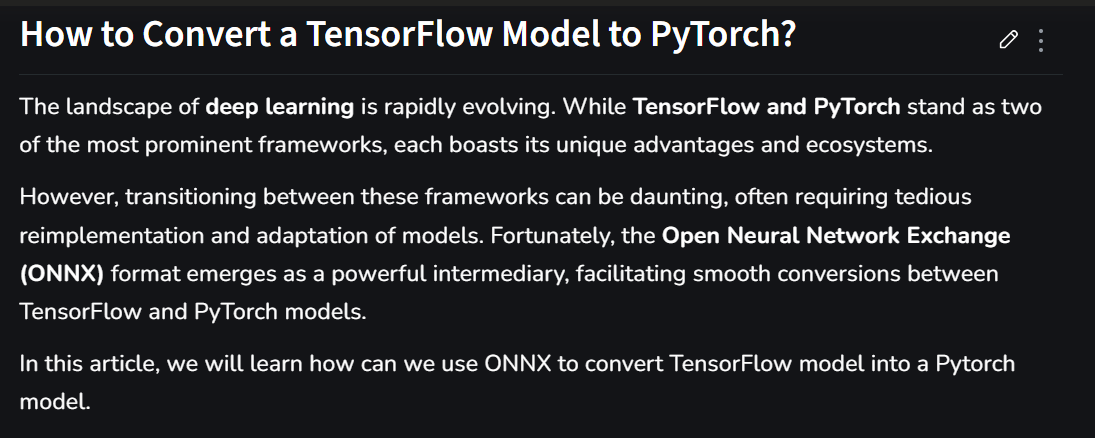 How to Convert a TensorFlow Model to PyTorch?
The landscape of deep learning is rapidly evolving. While TensorFlow and PyTorch stand as two
of the most prominent frameworks, each boasts its unique advantages and ecosystems.
However, transitioning between these frameworks can be daunting, often requiring tedious
reimplementation and adaptation of models. Fortunately, the Open Neural Network Exchange
(ONNX) format emerges as a powerful intermediary, facilitating smooth conversions between
TensorFlow and PyTorch models.
In this article, we will learn how can we use ONNX to convert TensorFlow model into a Pytorch
model.